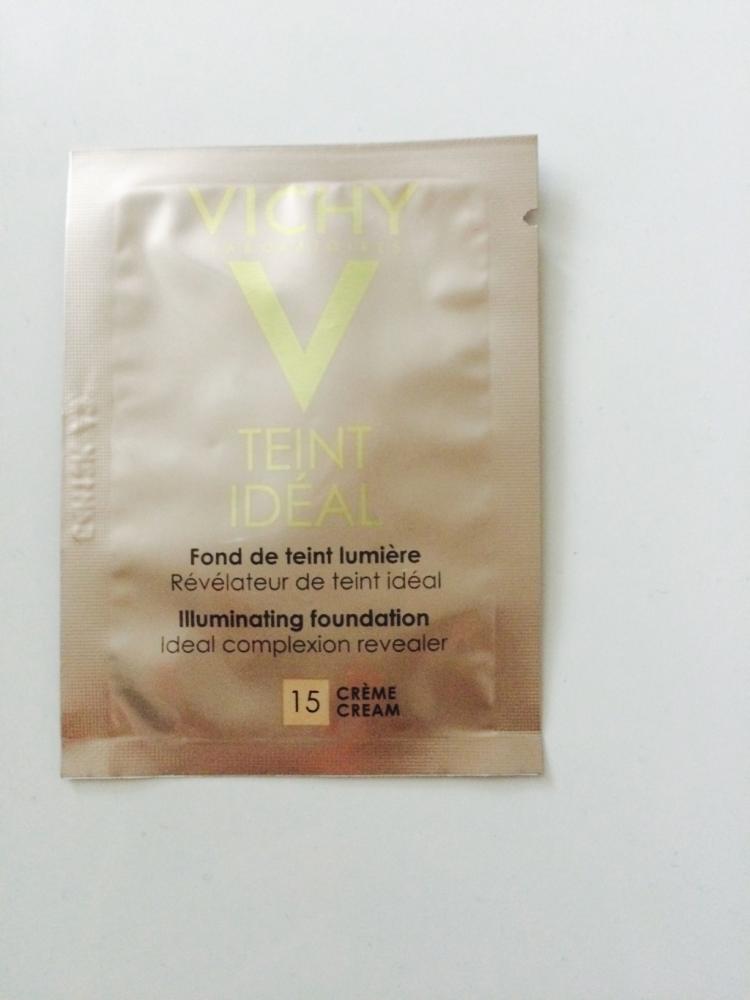 VICHY
LABORATOIRES
V
TEINT
IDÉAL
Fond de teint lumière
Révélateur de teint idéal
Illuminating foundation
Ideal complexion revealer
15 CRÈME
CREAM